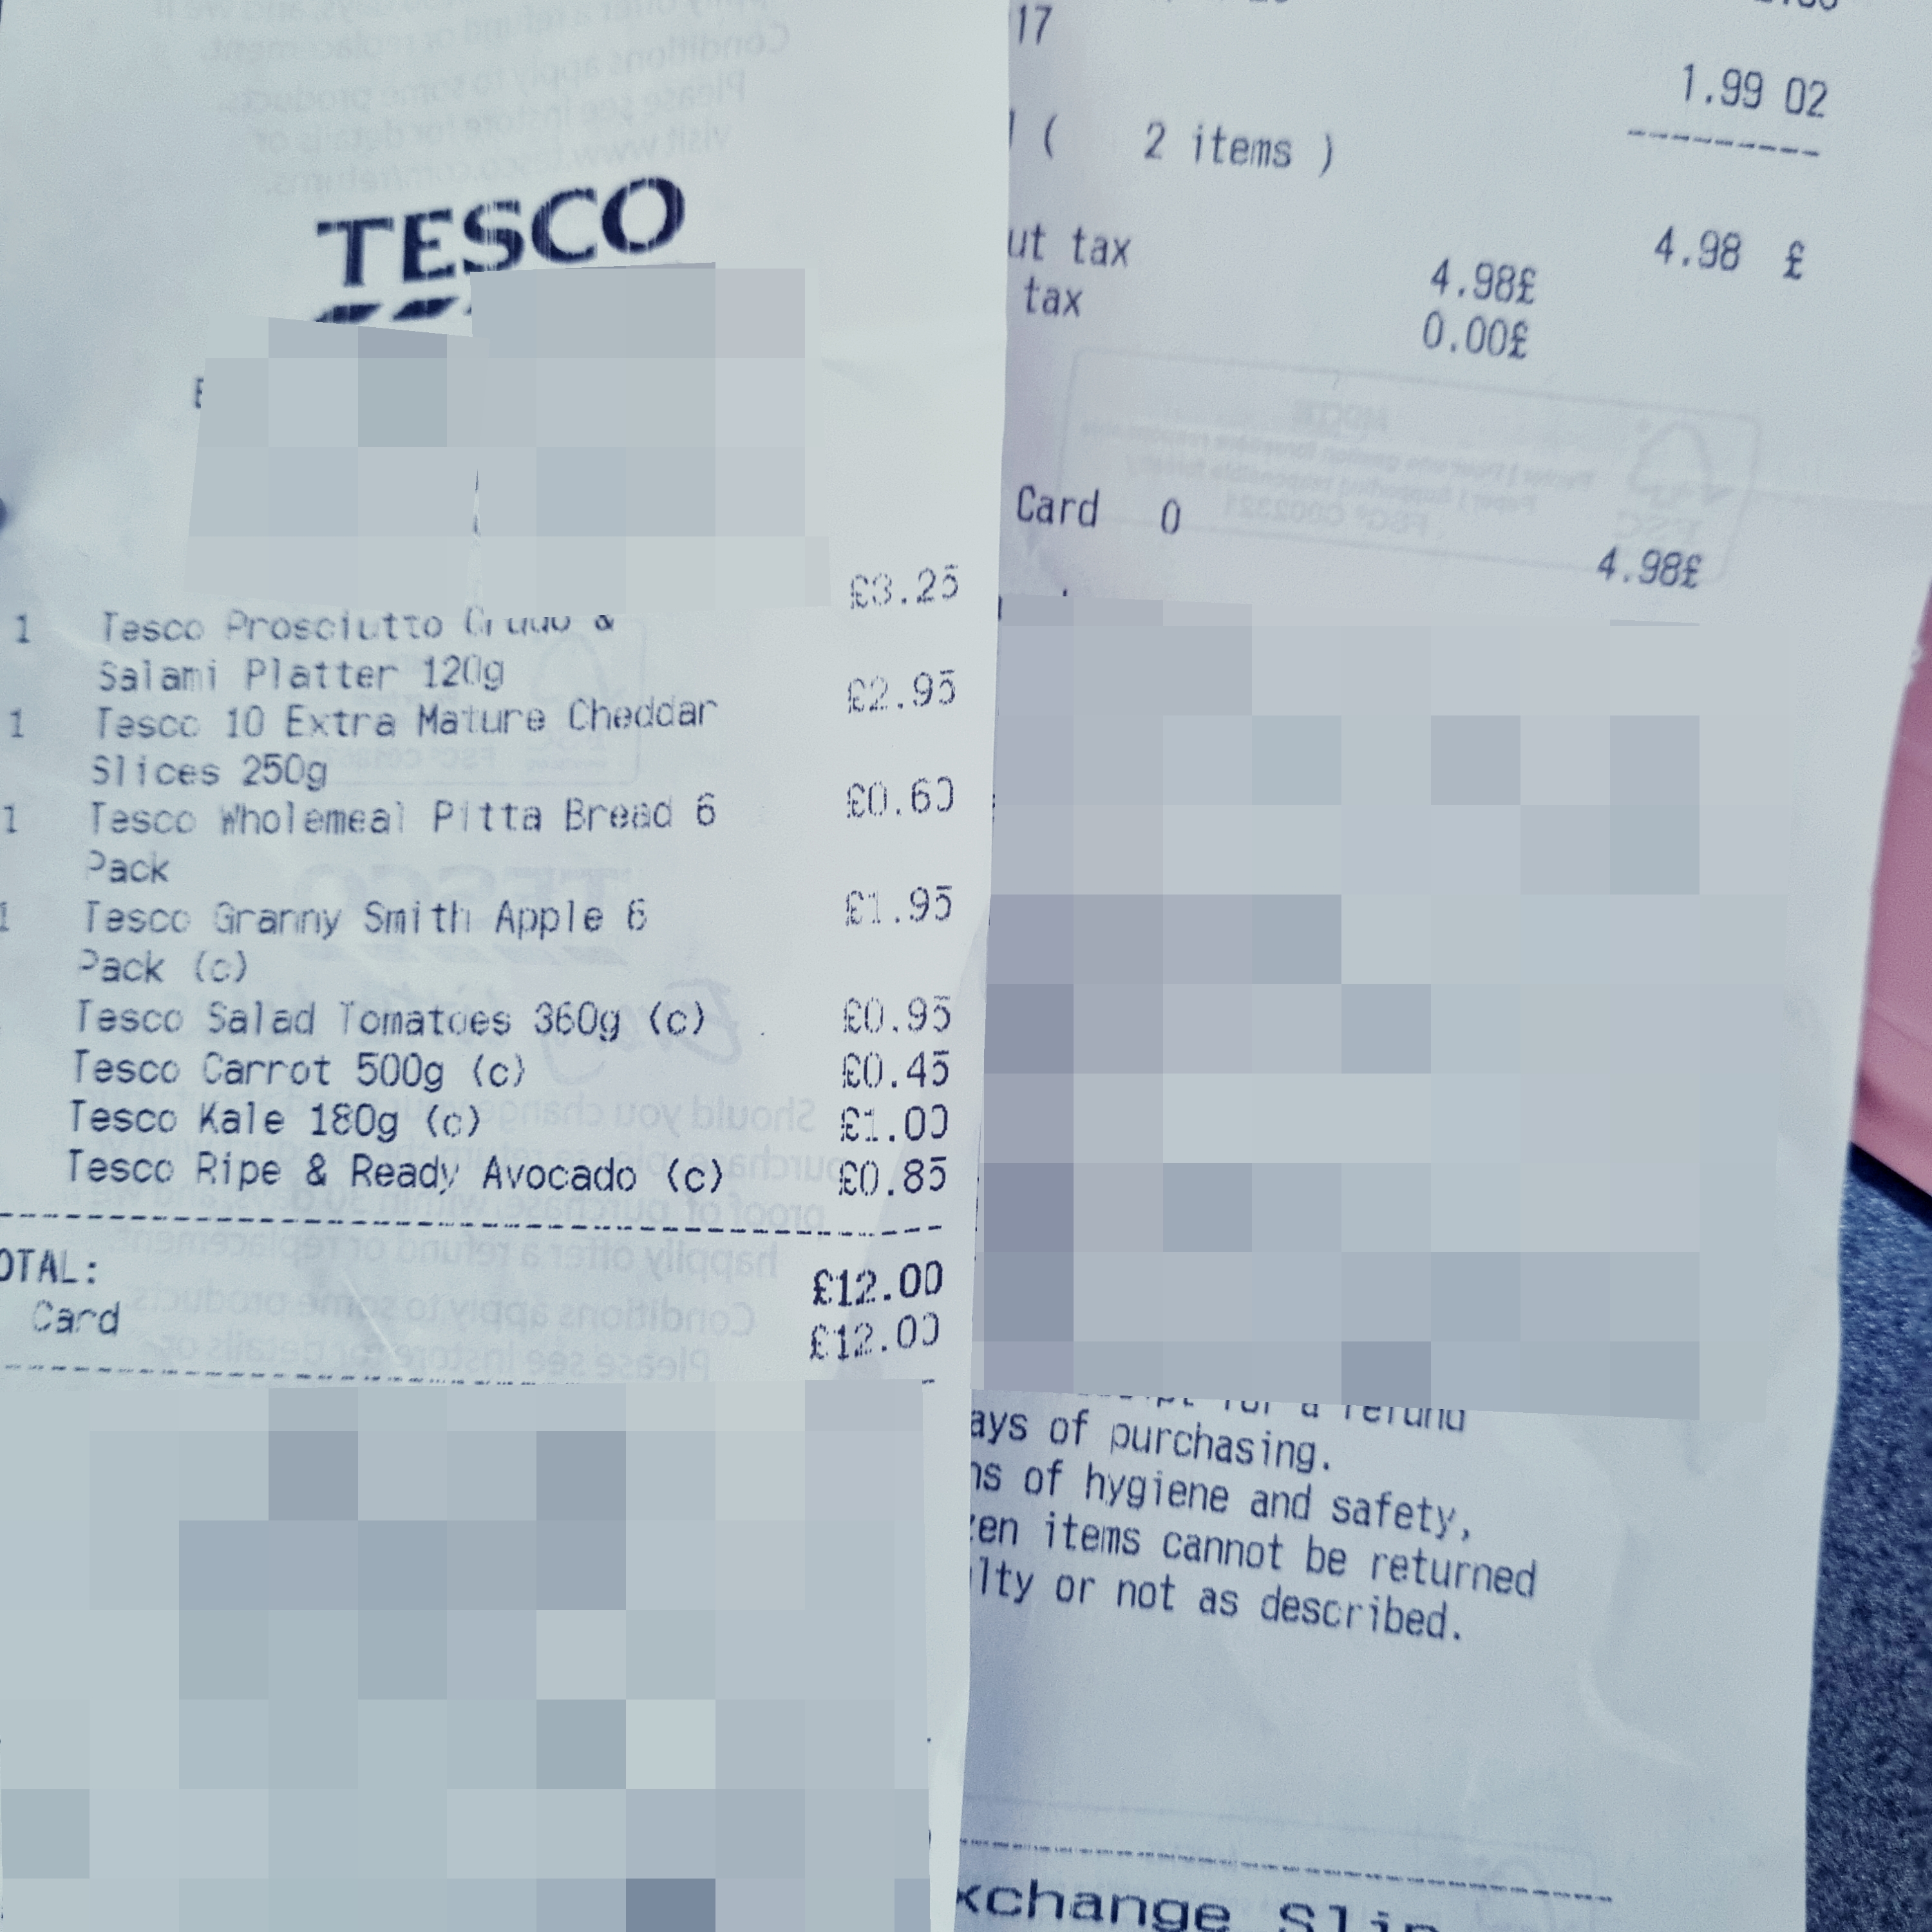 TESCO
1 Tesco Prosciutto Crudo & £3.25
Salami Platter 120g
1 Tesco 10 Extra Mature Cheddar £2.95
Slices 250g
1 Tesco Wholemeal Pitta Bread 6 £0.60
Pack
1 Tesco Granny Smith Apple 6 £1.95
Pack (c)
Tesco Salad Tomatoes 360g (c) £0.95
Tesco Carrot 500g (c) £0.45
Tesco Kale 180g (c) £1.00
Tesco Ripe & Ready Avocado (c) £0.85
OTAL: £12.00
Card £12.00
17
1.99 02
( 2 items )
4.98 £
ut tax 4.98£
tax 0.00£
Card 0
4.98£
for a refund
ays of purchasing.
ns of hygiene and safety,
zen items cannot be returned
lty or not as described.
xchange Slip